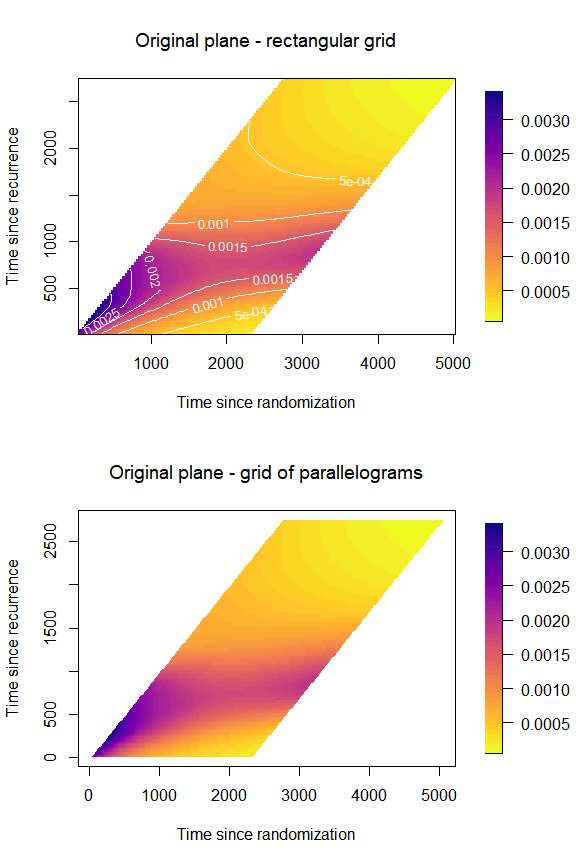 Original plane - rectangular grid
Time since recurrence
500
1000
2000
5e-04
0.001
0.0015
0.002
0.0015
0.001
0.0025
5e-04
0.0030
0.0025
0.0020
0.0015
0.0010
0.0005
1000 2000 3000 4000 5000
Time since randomization
Original plane - grid of parallelograms
Time since recurrence
0
500
1500
2500
0.0030
0.0025
0.0020
0.0015
0.0010
0.0005
0 1000 2000 3000 4000 5000
Time since randomization